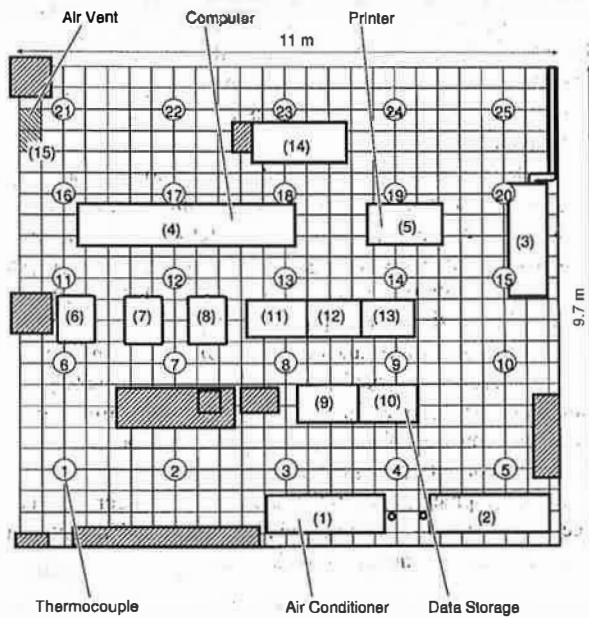 Air Vent Computer Printer
11 m
21 22 23 24 25
(15) (14)
16 17 18 19 20
(4) (5) (3)
11 12 13 14 15
(6) (7) (8) (11) (12) (13)
9.7 m
6 7 8 9 10
(9) (10)
1 2 3 4 5
(1) (2)
Thermocouple Air Conditioner Data Storage